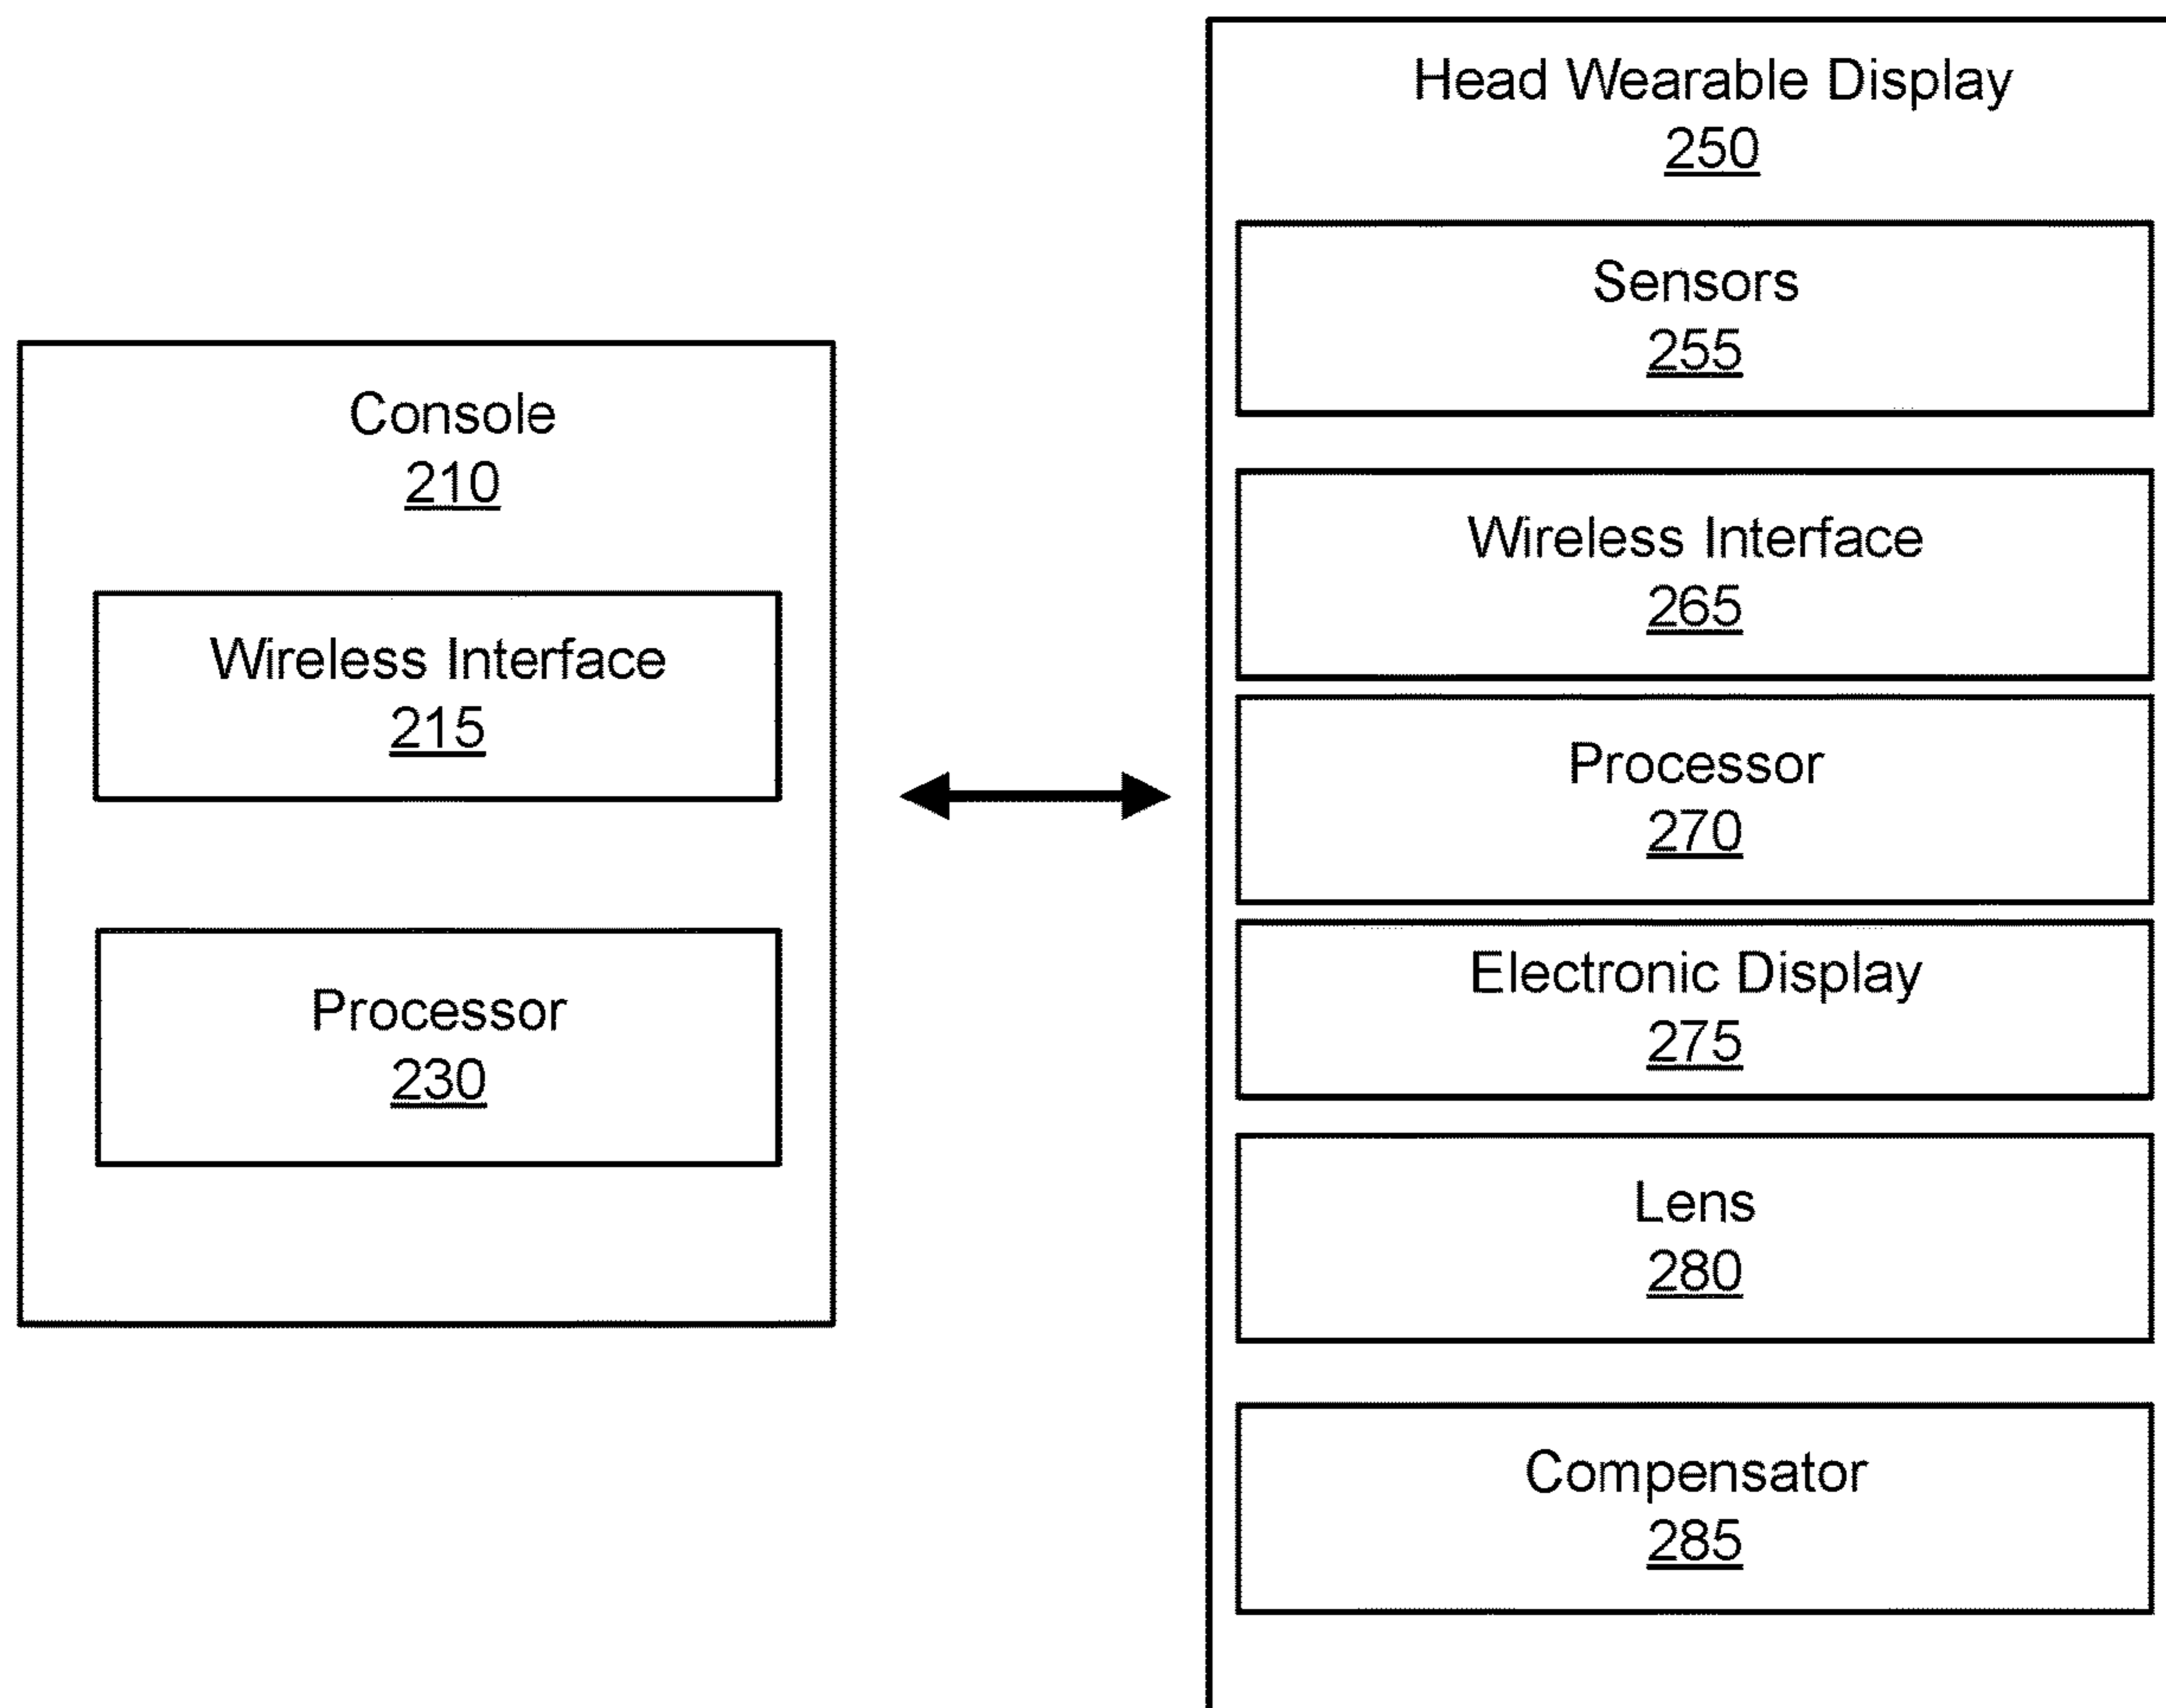 Console
210
Wireless Interface
215
Processor
230
Head Wearable Display
250
Sensors
255
Wireless Interface
265
Processor
270
Electronic Display
275
Lens
280
Compensator
285